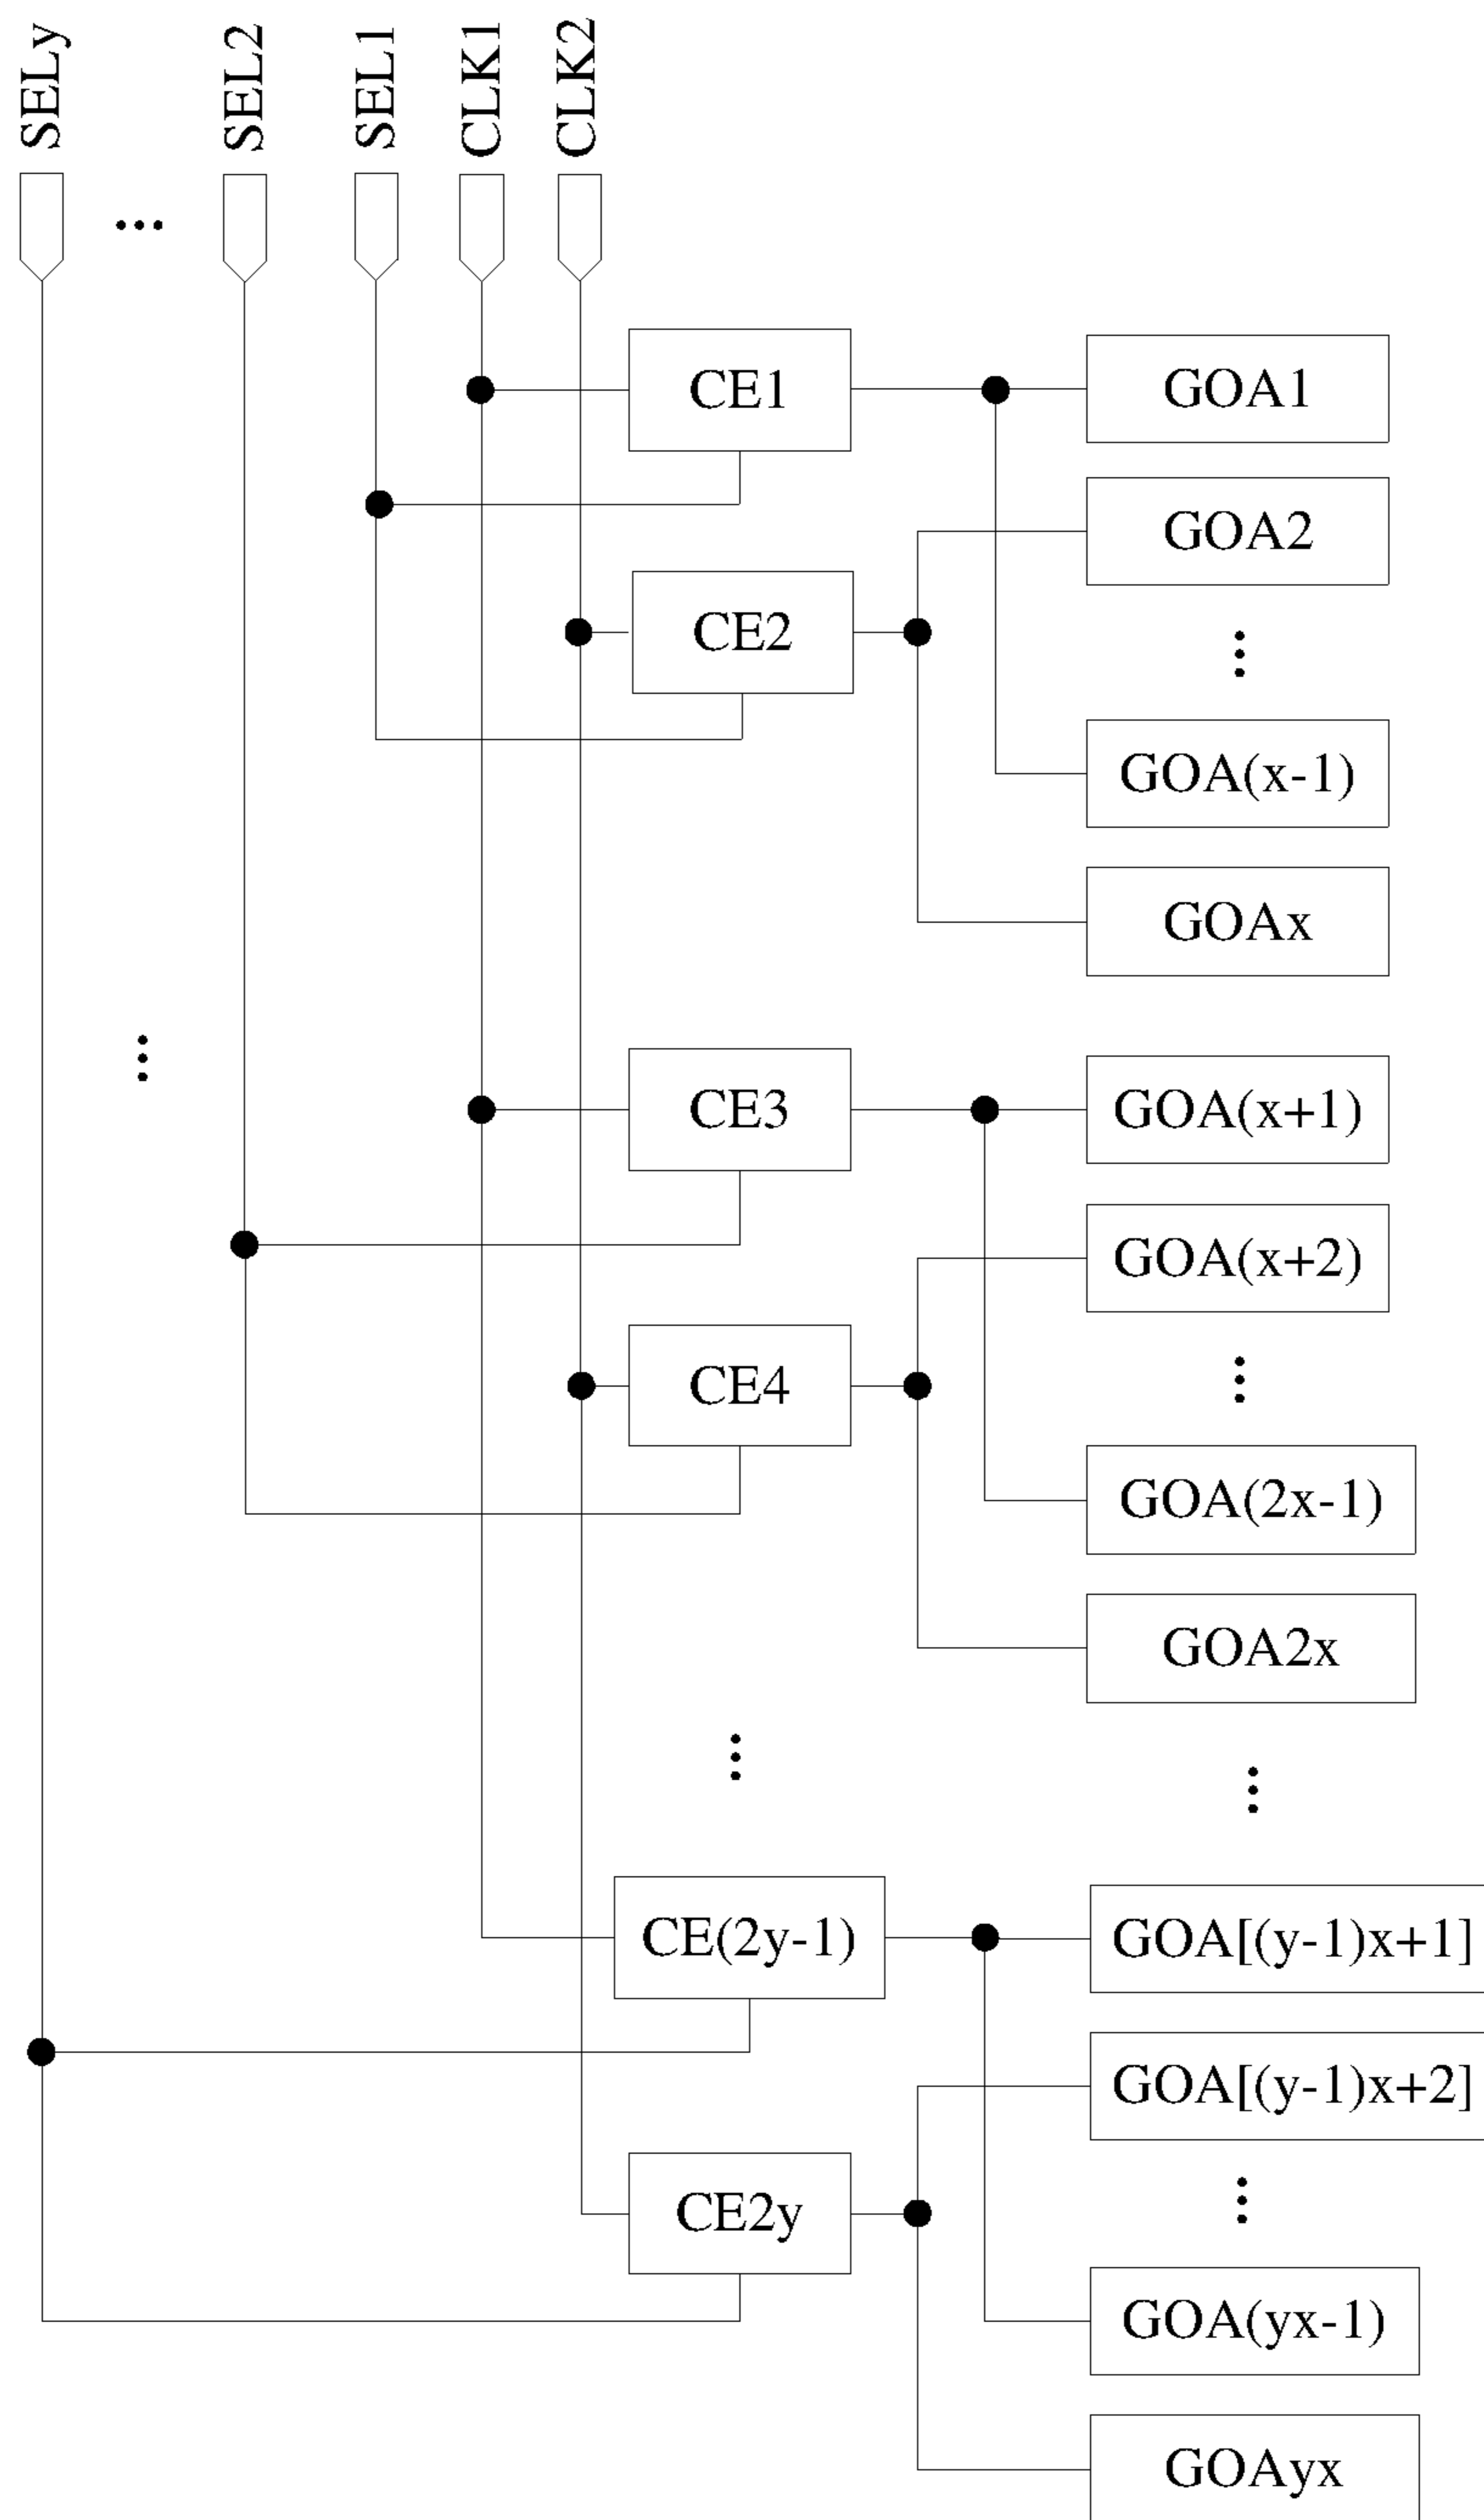 SELy
SEL2
SEL1
CLK1
CLK2
CE1
GOA1
GOA2
CE2
GOA(x-1)
GOAx
CE3
GOA(x+1)
GOA(x+2)
CE4
GOA(2x-1)
GOA2x
CE(2y-1)
GOA[(y-1)x+1]
GOA[(y-1)x+2]
CE2y
GOA(yx-1)
GOAyx